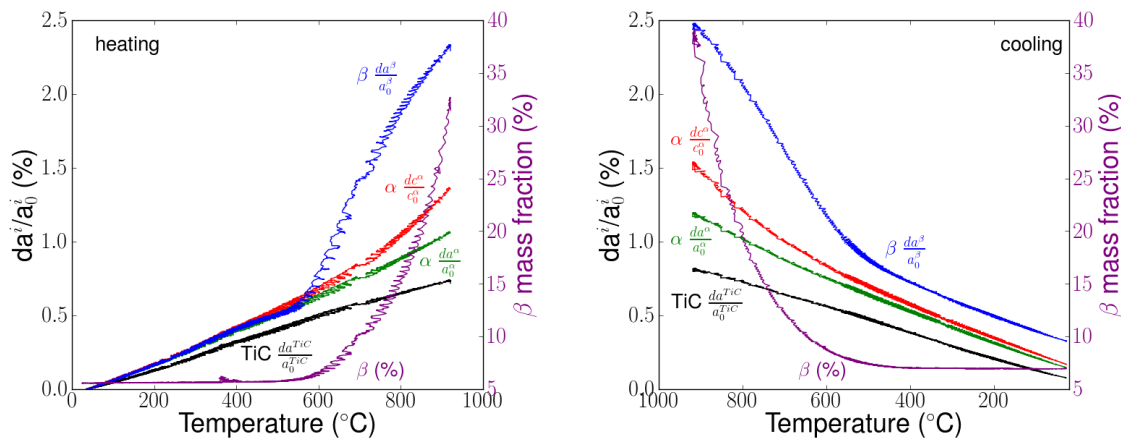 heating
β da^β/a_0^β
α dc^α/c_0^α
α da^α/a_0^α
TiC da^TiC/a_0^TiC
β (%)
da^i/a_0^i (%)
2.5
2.0
1.5
1.0
0.5
0.0
0 200 400 600 800 1000
Temperature (°C)
40
35
30
25
20
15
10
5
β mass fraction (%)
cooling
α dc^α/c_0^α
α da^α/a_0^α
β da^β/a_0^β
TiC da^TiC/a_0^TiC
β (%)
da^i/a_0^i (%)
2.5
2.0
1.5
1.0
0.5
0.0
1000 800 600 400 200
Temperature (°C)
40
35
30
25
20
15
10
5
β mass fraction (%)